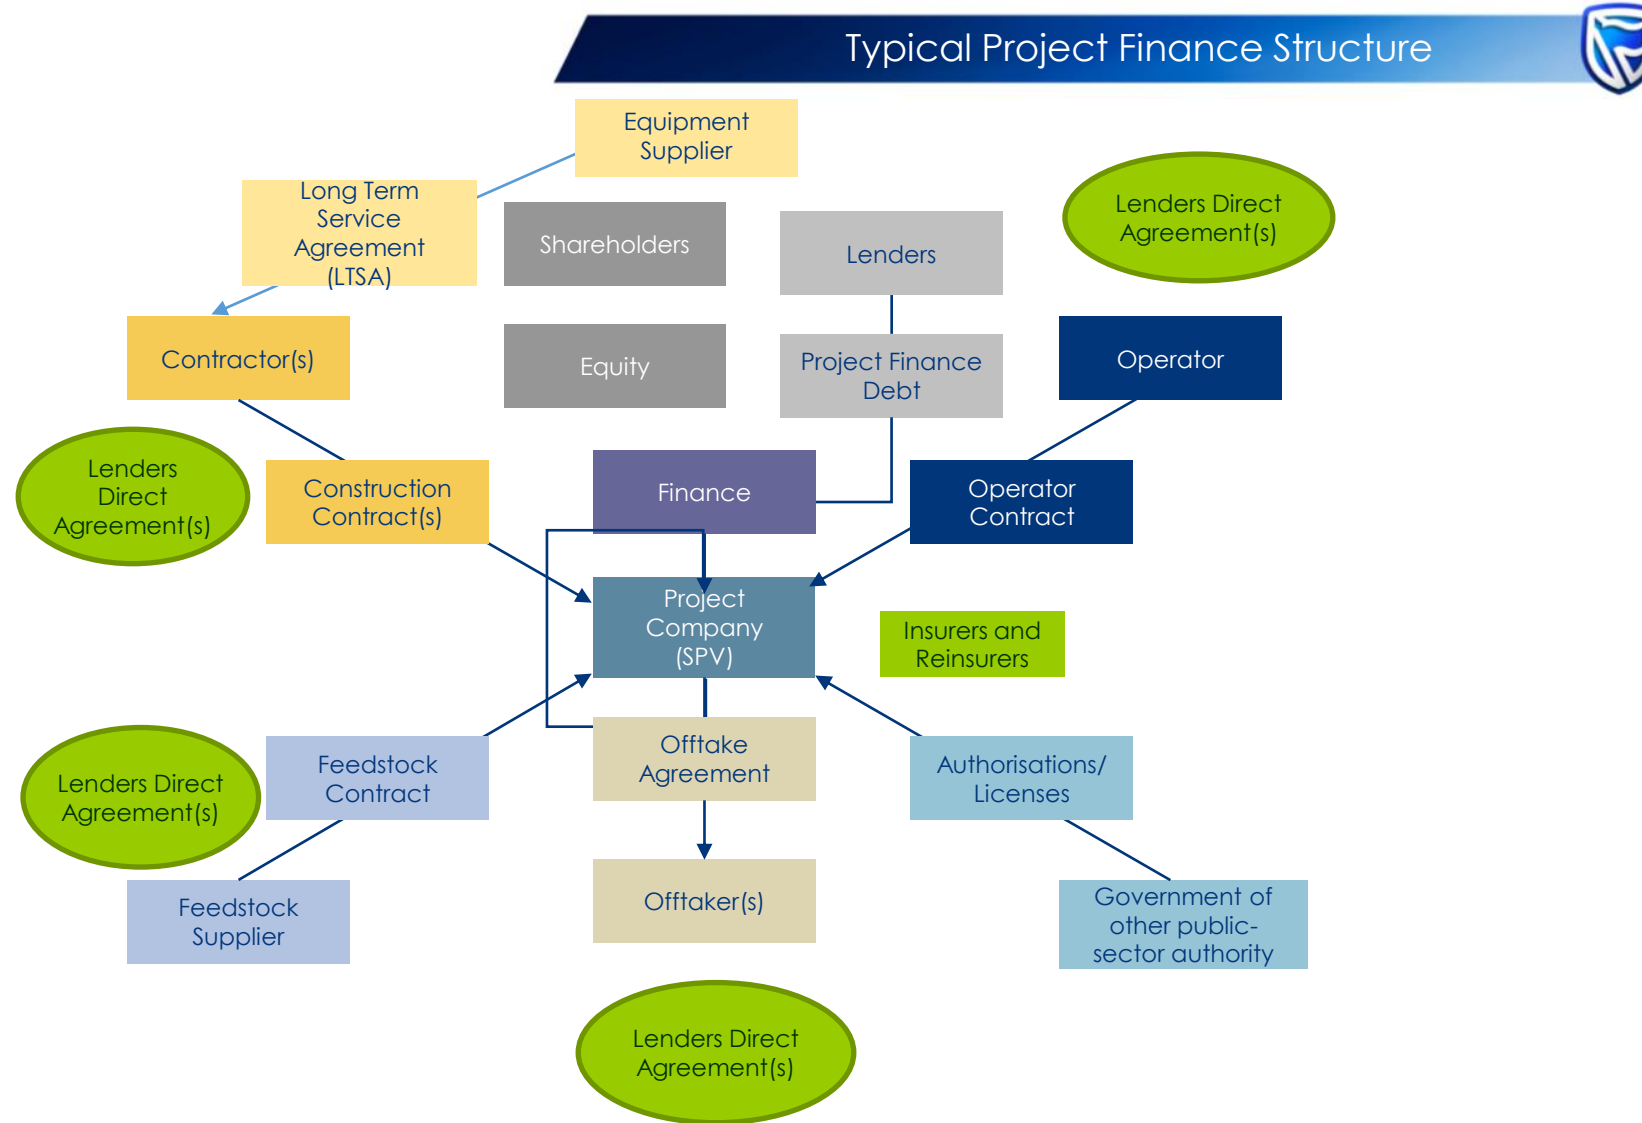 Typical Project Finance Structure
Equipment
Supplier
Long Term
Service
Agreement
(LTSA)
Shareholders
Lenders
Lenders Direct
Agreement(s)
Contractor(s)
Equity
Project Finance
Debt
Operator
Lenders
Direct
Agreement(s)
Construction
Contract(s)
Finance
Operator
Contract
Project
Company
(SPV)
Insurers and
Reinsurers
Lenders Direct
Agreement(s)
Feedstock
Contract
Offtake
Agreement
Authorisations/
Licenses
Feedstock
Supplier
Offtaker(s)
Government of
other public-
sector authority
Lenders Direct
Agreement(s)